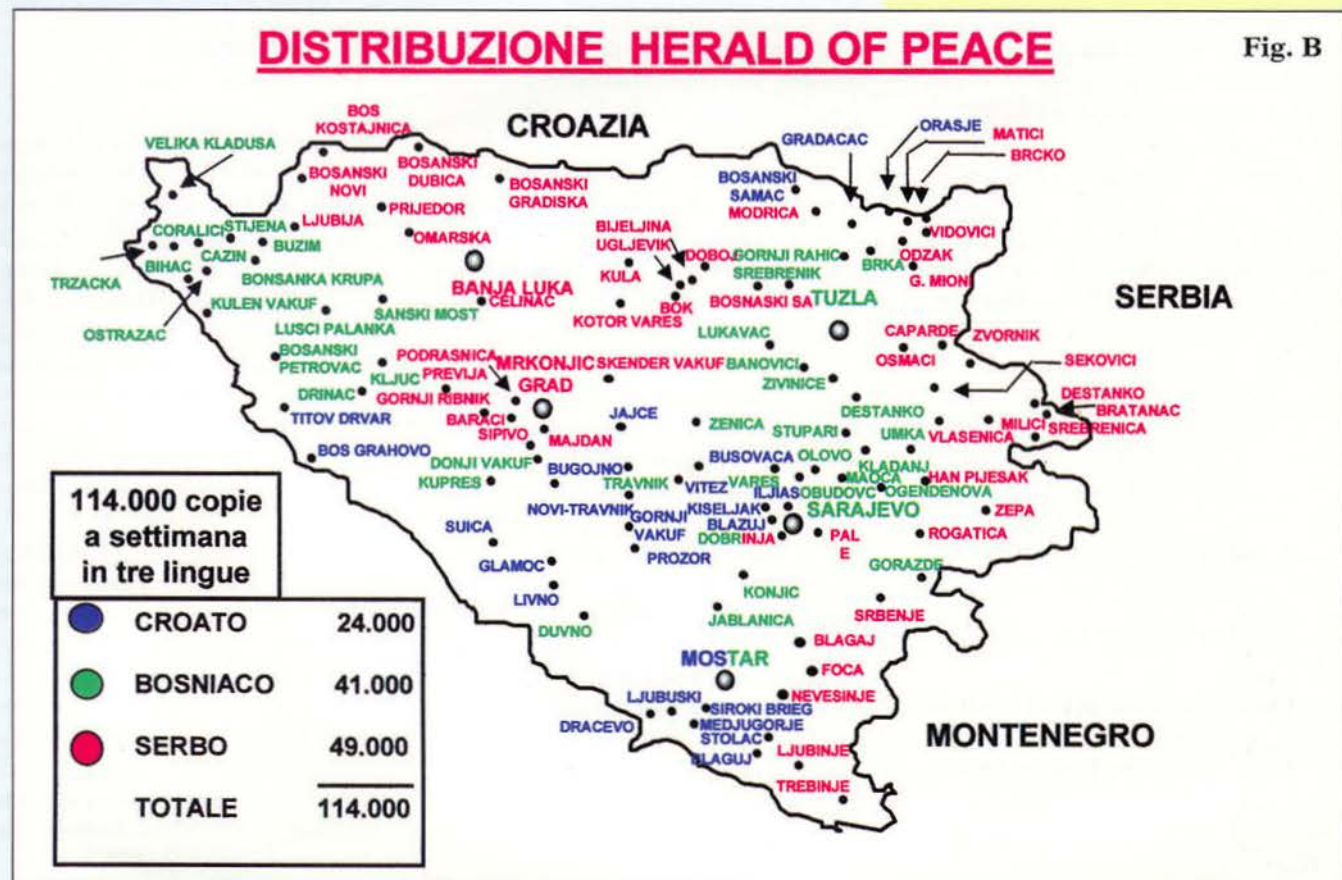 DISTRIBUZIONE HERALD OF PEACE
Fig. B
CROAZIA
SERBIA
MONTENEGRO
BOS
KOSTAJNICA
VELIKA KLADUSA
BOSANSKI
NOVI
BOSANSKI
DUBICA
BOSANSKI
GRADISKA
GRADACAC
ORASJE
MATICI
BRCKO
BOSANSKI
SAMAC
MODRICA
PRIJEDOR
LJUBIJA
OMARSKA
CORALICI
STIJENA
BUZIM
CAZIN
BIHAC
TRZACKA
BONSANKA KRUPA
KULEN VAKUF
OSTRAZAC
BANJA LUKA
CELINAC
SANSKI MOST
LUSCI PALANKA
BIJELJINA
UGLJEVIK
DOBOJ
KULA
BOK
KOTOR VARES
GORNJI RAHIC
SREBRENIK
BOSNASKI SA
TUZLA
BRKA
VIDOVICI
ODZAK
G. MIONI
LUKAVAC
BANOVICI
ZIVINICE
CAPARDE
OSMACI
ZVORNIK
SEKOVICI
DESTANKO
BRATANAC
SREBRENICA
MILICI
VLASENICA
BOSANSKI
PETROVAC
KLJUC
DRINAC
TITOV DRVAR
BOS GRAHOVO
PODRASNICA
PREVIJA
GORNJI RIBNIK
MRKONJIC
GRAD
SKENDER VAKUF
BARACI
SIPIVO
MAJDAN
JAJCE
ZENICA
DESTANKO
STUPARI
UMKA
DONJI VAKUF
KUPRES
BUGOJNO
TRAVNIK
BUSOVACA
VITEZ
VARES
OLOVO
KLADANJ
MAOCA
HAN PIJESAK
OBUDOVC
OGENDENOVA
ILJIAS
SARAJEVO
KISELJAK
BLAZUJ
DOBRINJA
PAL
E
ZEPA
ROGATICA
NOVI-TRAVNIK
GORNJI
VAKUF
PROZOR
SUICA
GLAMOC
LIVNO
DUVNO
GORAZDE
KONJIC
JABLANICA
SRBENJE
BLAGAJ
FOCA
NEVESINJE
MOSTAR
LJUBUSKI
SIROKI BRIEG
DRACEVO
MEDJUGORJE
STOLAC
BLAGUJ
LJUBINJE
TREBINJE
114.000 copie
a settimana
in tre lingue
CROATO 24.000
BOSNIACO 41.000
SERBO 49.000
TOTALE 114.000